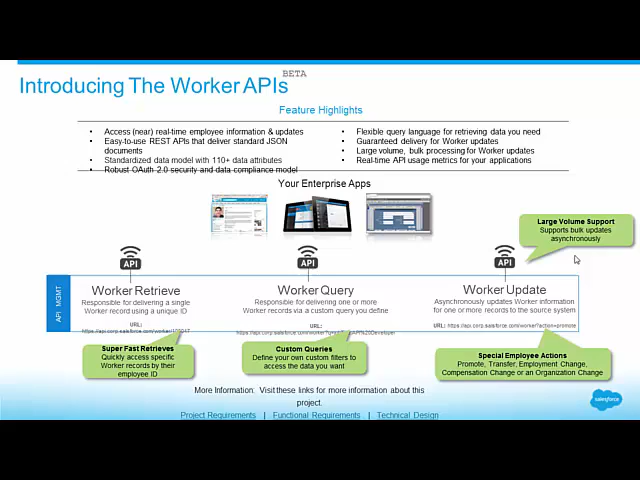 BETA
Introducing The Worker APIs
Feature Highlights
• Access (near) real-time employee information & updates
• Easy-to-use REST APIs that deliver standard JSON
documents
• Standardized data model with 110+ data attributes
• Robust OAuth 2.0 security and data compliance model
• Flexible query language for retrieving data you need
• Guaranteed delivery for Worker updates
• Large volume, bulk processing for Worker updates
• Real-time API usage metrics for your applications
Your Enterprise Apps
Large Volume Support
Supports bulk updates
asynchronously
API
API
API
API MGMT
Worker Retrieve
Responsible for delivering a single
Worker record using a unique ID
URL:
Worker Query
Responsible for delivering one or more
Worker records via a custom query you define
URL:
Worker Update
Asynchronously updates Worker information
for one or more records to the source system
URL: https://api.corp.salesforce.com/worker?action=promote
Super Fast Retrieves
Quickly access specific
Worker records by their
employee ID
Custom Queries
Define your own custom filters to
access the data you want
Special Employee Actions
Promote, Transfer, Employment Change,
Compensation Change or an Organization Change
More Information: Visit these links for more information about this
project.
Project Requirements | Functional Requirements | Technical Design
salesforce